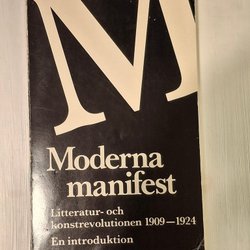 M
Moderna
manifest
Litteratur- och
konstrevolutionen 1909—1924
En introduktion